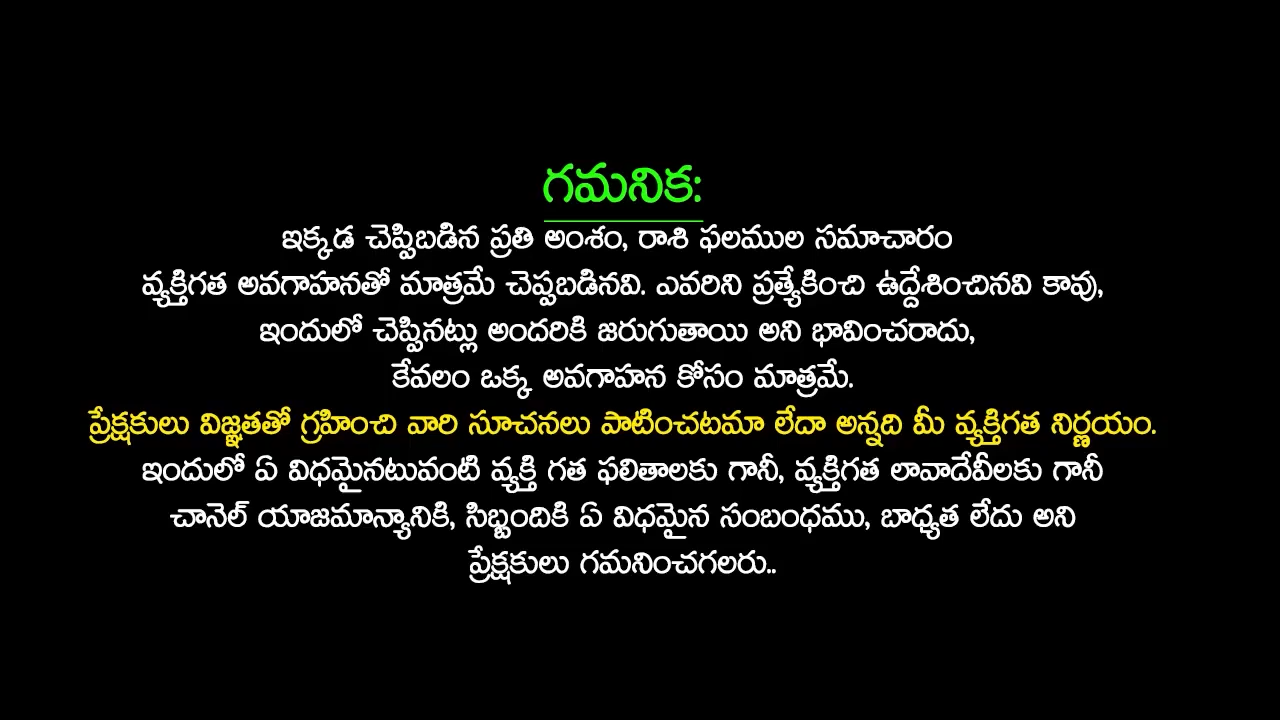 గమనిక:
ఇక్కడ చెప్పిబడిన ప్రతి అంశం, రాశి ఫలముల సమాచారం
వ్యక్తిగత అవగాహనతో మాత్రమే చెప్పబడినవి. ఎవరిని ప్రత్యేకించి ఉద్దేశించినవి కావు,
ఇందులో చెప్పినట్లు అందరికి జరుగుతాయి అని భావించరాదు,
కేవలం ఒక్క అవగాహన కోసం మాత్రమే.
ప్రేక్షకులు విజ్ఞతతో గ్రహించి వారి సూచనలు పాటించటమా లేదా అన్నది మీ వ్యక్తిగత నిర్ణయం.
ఇందులో ఏ విధమైనటువంటి వ్యక్తి గత ఫలితాలకు గానీ, వ్యక్తిగత లావాదేవీలకు గానీ
చానెల్ యాజమాన్యానికి, సిబ్బందికి ఏ విధమైన సంబంధము, బాధ్యత లేదు అని
ప్రేక్షకులు గమనించగలరు..